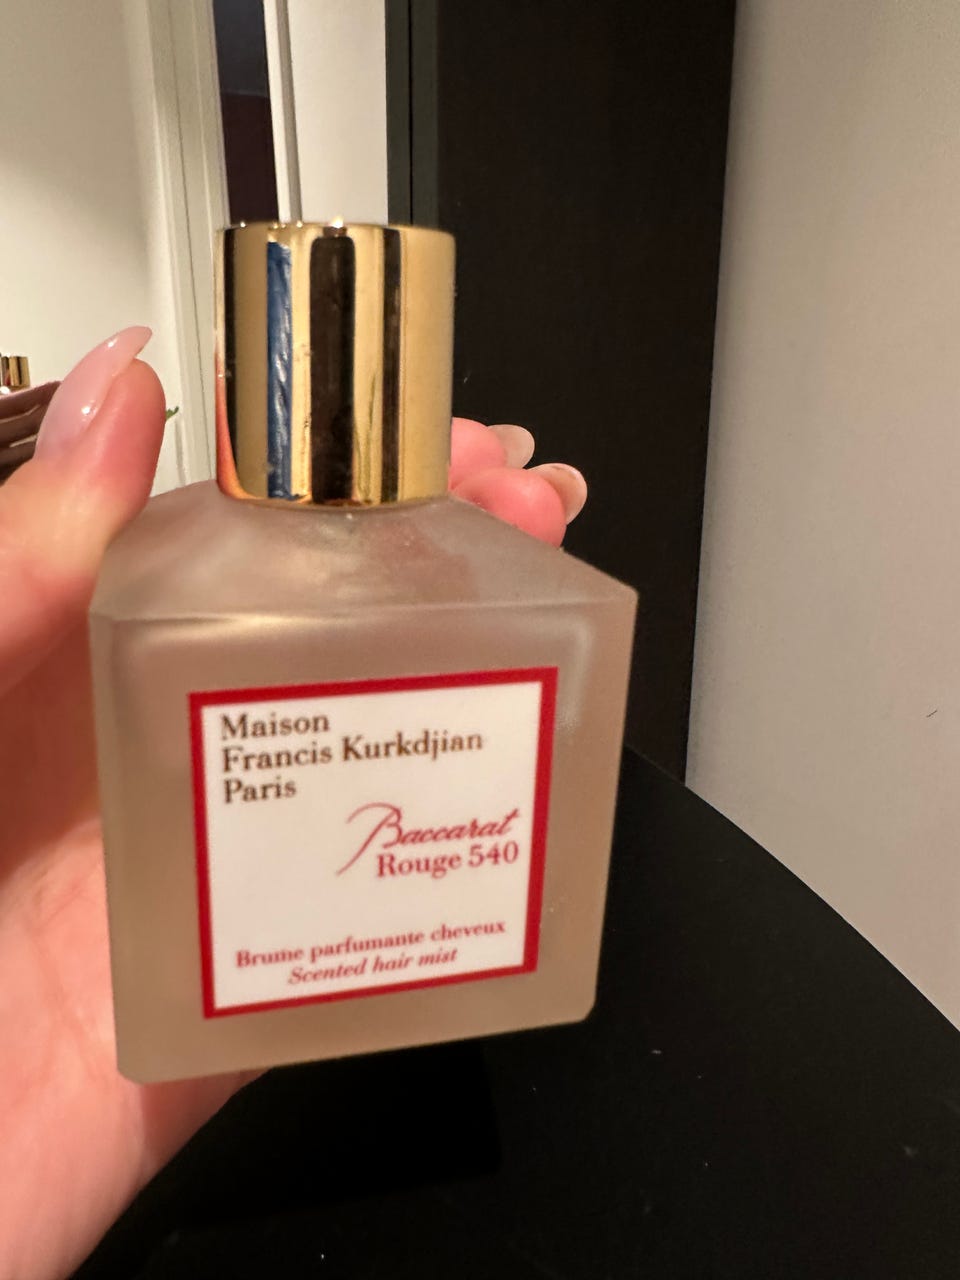 Maison
Francis Kurkdjian
Paris
Baccarat
Rouge 540
Brume parfumante cheveux
Scented hair mist